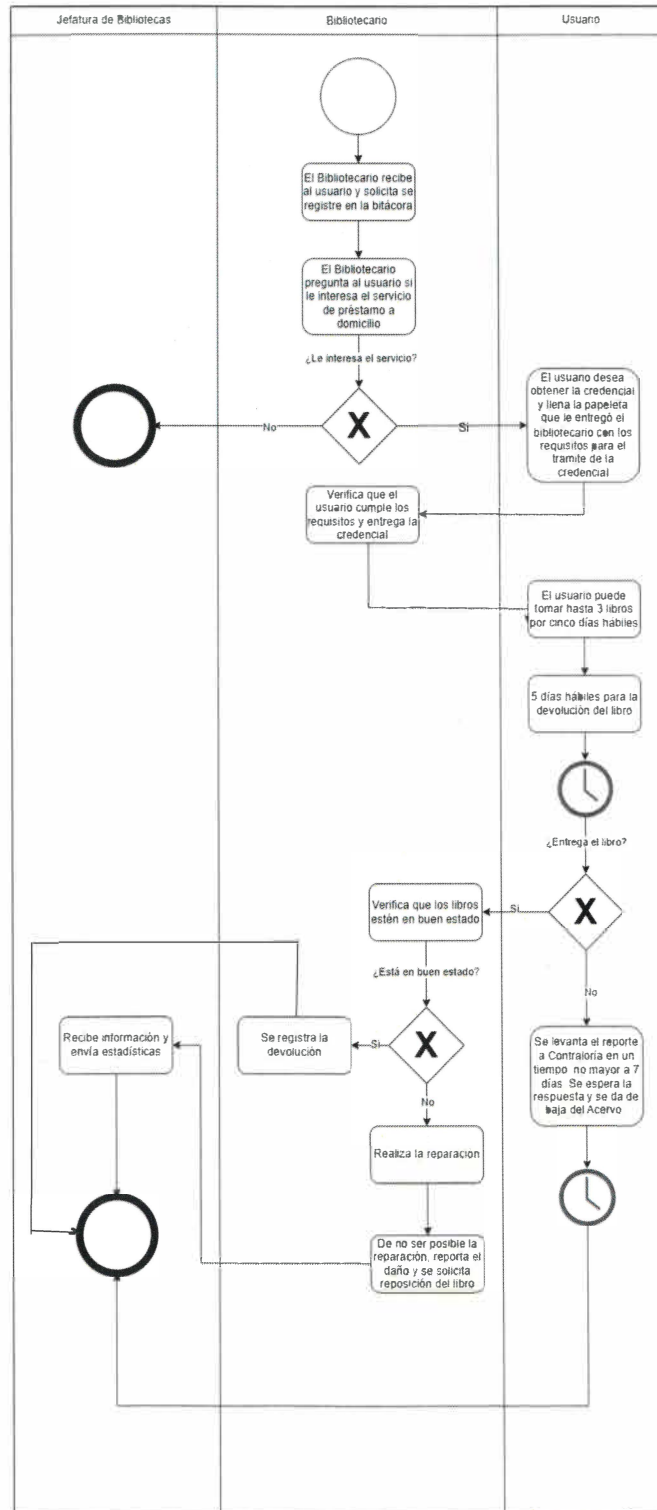 Jefatura de Bibliotecas
Bibliotecario
Usuario
El Bibliotecario recibe
al usuario y solicita se
registre en la bitácora
El Bibliotecario
pregunta al usuario si
le interesa el servicio
de préstamo a
domicilio
¿Le interesa el servicio?
X
No
Si
El usuario desea
obtener la credencial
y llena la papeleta
que le entregó el
bibliotecario con los
requisitos para el
tramite de la
credencial
Verifica que el
usuario cumple los
requisitos y entrega la
credencial
El usuario puede
tomar hasta 3 libros
por cinco días hábiles
5 días hábiles para la
devolución del libro
¿Entrega el libro?
X
Si
No
Verifica que los libros
estén en buen estado
¿Está en buen estado?
X
Si
No
Se registra la
devolución
Recibe información y
envía estadísticas
Se levanta el reporte
a Contraloría en un
tiempo no mayor a 7
días Se espera la
respuesta y se da de
baja del Acervo
Realiza la reparacion
De no ser posible la
reparación, reporta el
daño y se solicita
reposición del libro